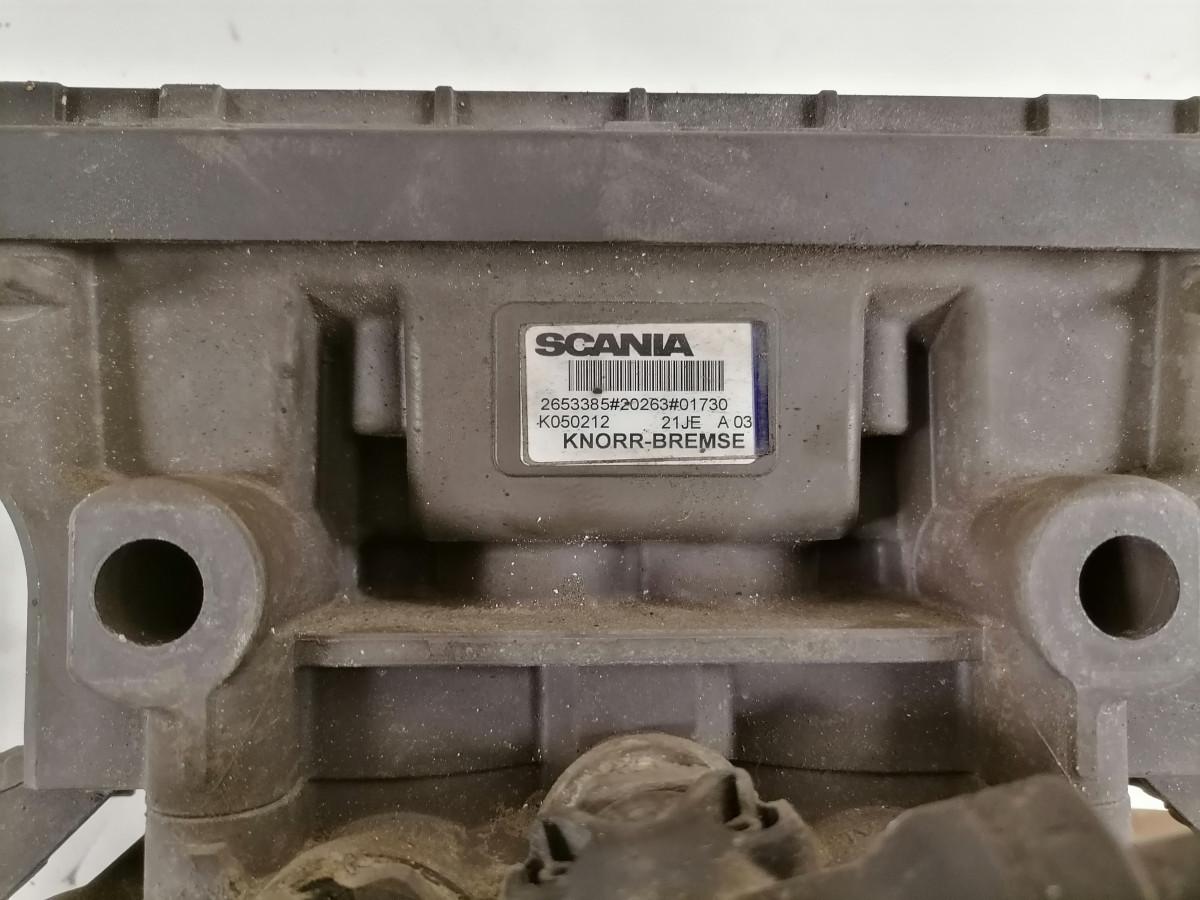 SCANIA
2653385#20263#01730
K050212 21JE A 03
KNORR-BREMSE